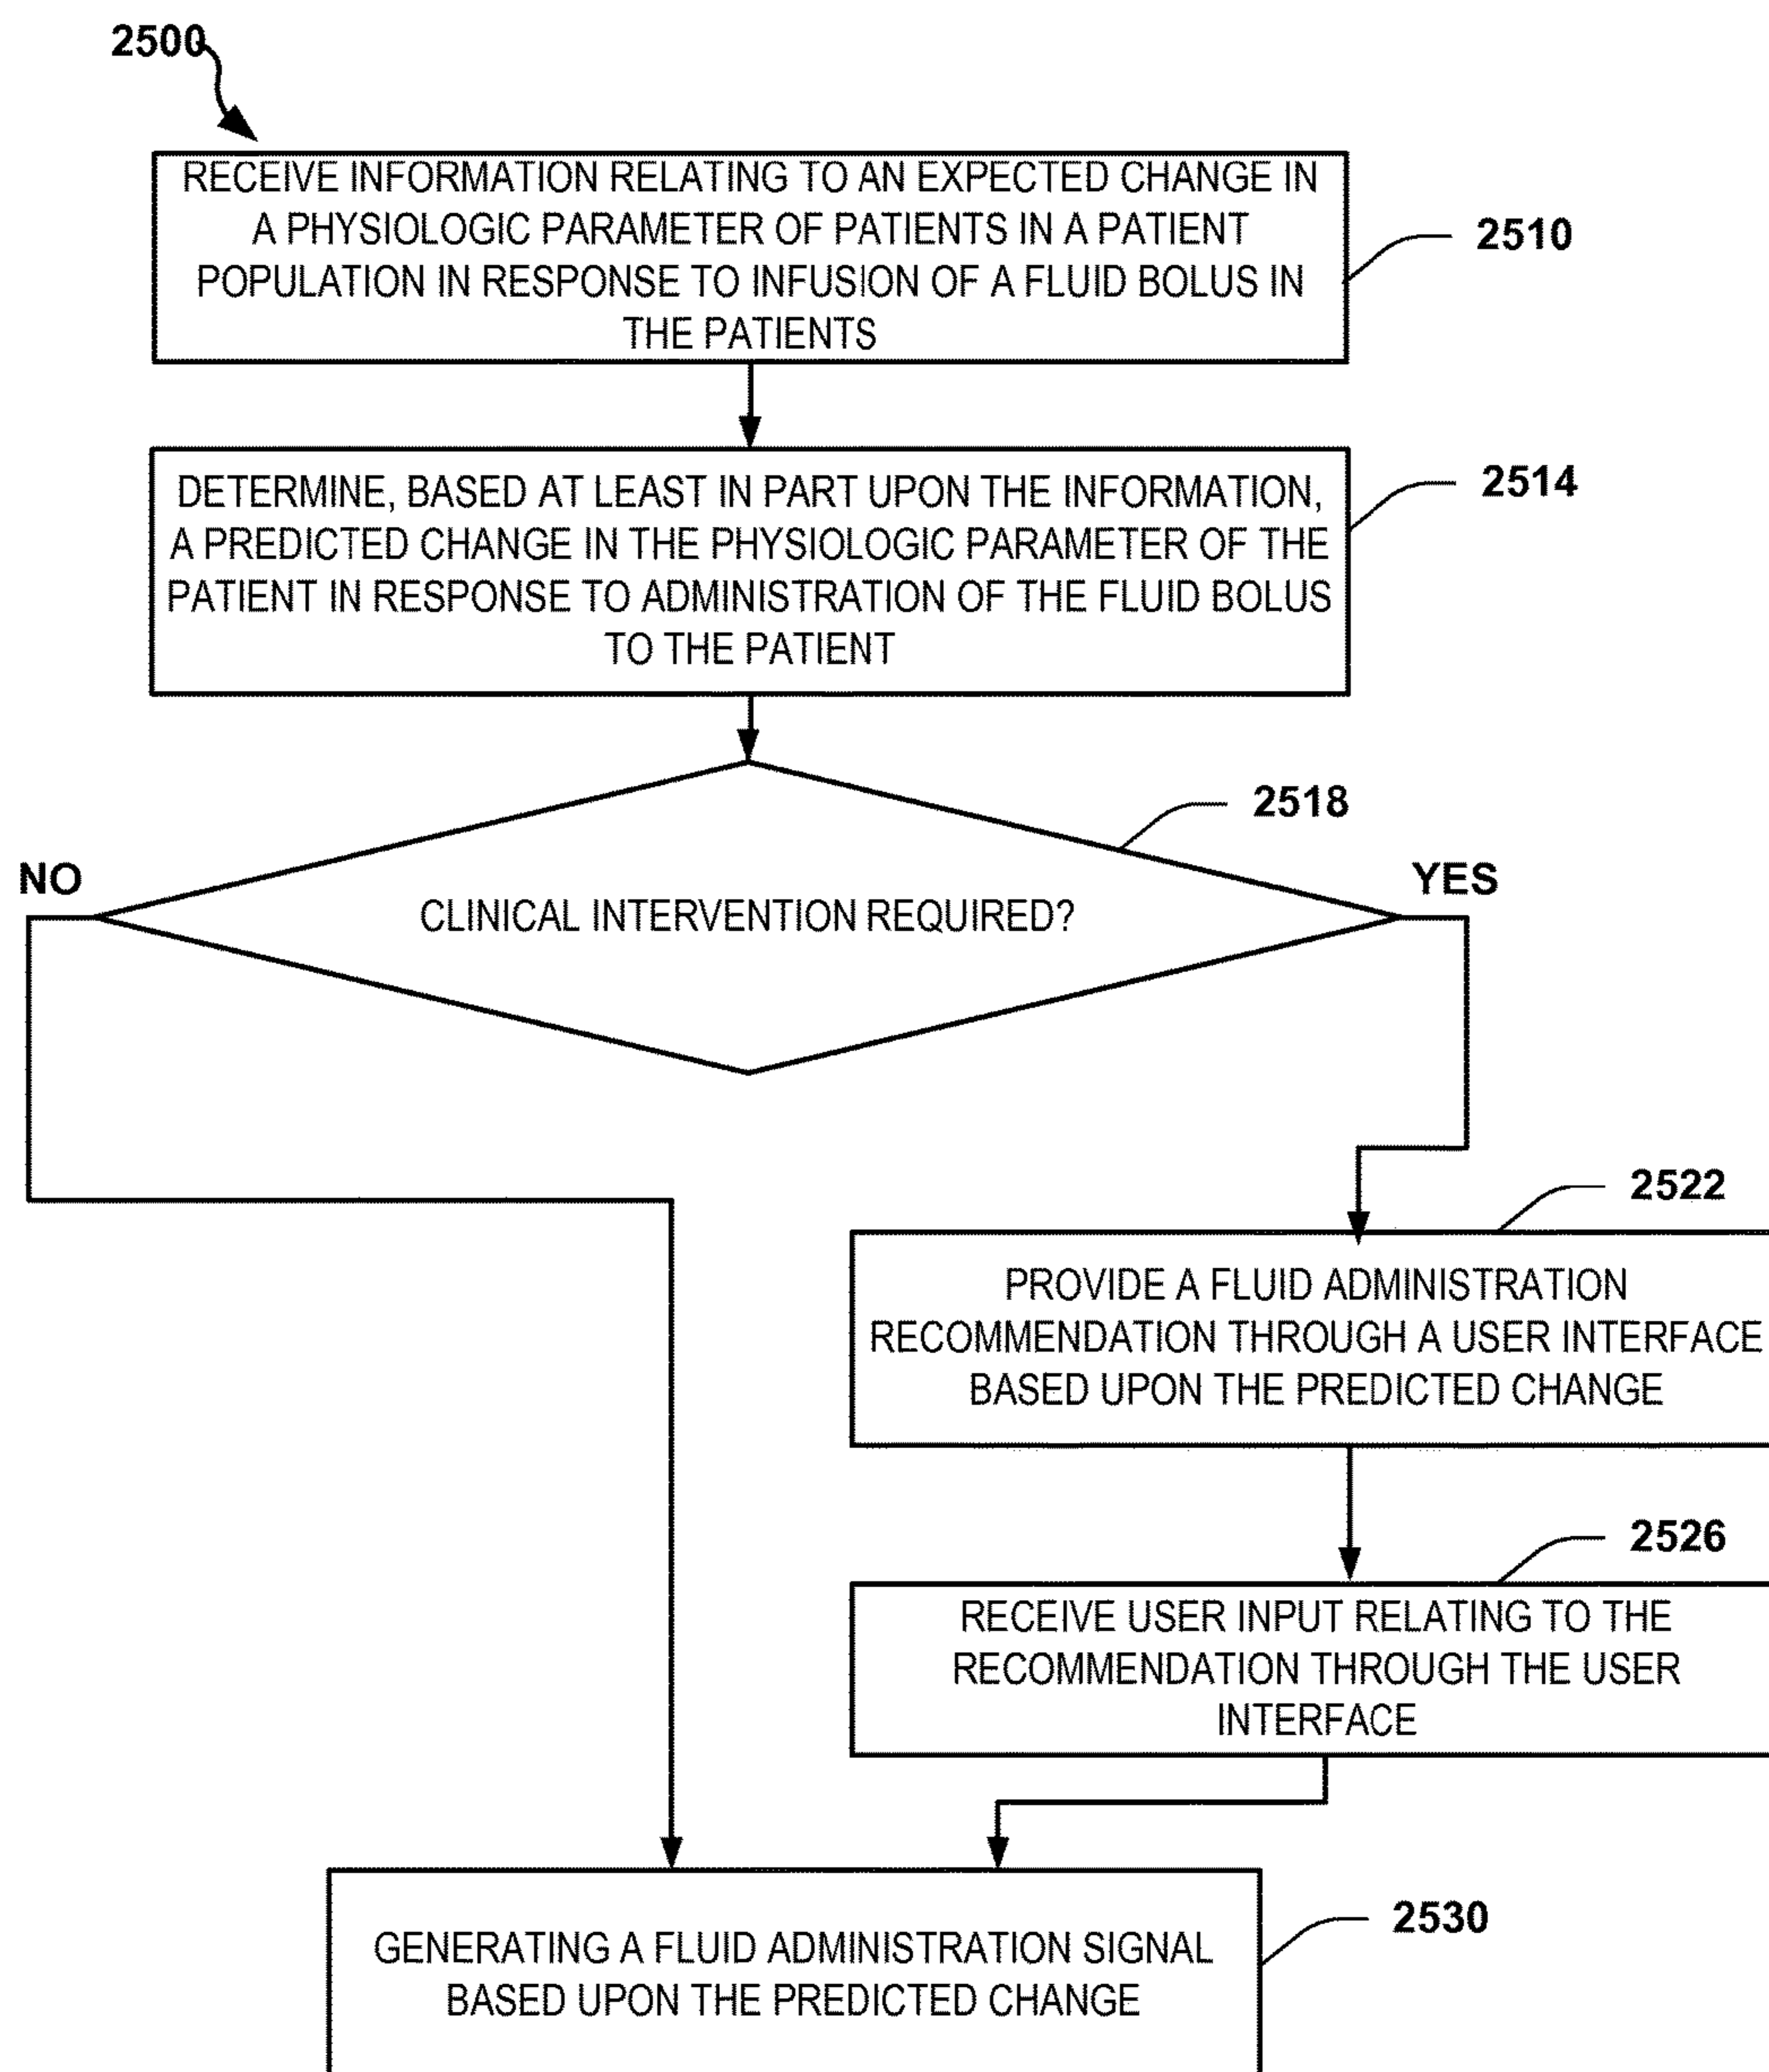 2500
RECEIVE INFORMATION RELATING TO AN EXPECTED CHANGE IN
A PHYSIOLOGIC PARAMETER OF PATIENTS IN A PATIENT
POPULATION IN RESPONSE TO INFUSION OF A FLUID BOLUS IN
THE PATIENTS
2510
DETERMINE, BASED AT LEAST IN PART UPON THE INFORMATION,
A PREDICTED CHANGE IN THE PHYSIOLOGIC PARAMETER OF THE
PATIENT IN RESPONSE TO ADMINISTRATION OF THE FLUID BOLUS
TO THE PATIENT
2514
2518
NO
YES
CLINICAL INTERVENTION REQUIRED?
2522
PROVIDE A FLUID ADMINISTRATION
RECOMMENDATION THROUGH A USER INTERFACE
BASED UPON THE PREDICTED CHANGE
2526
RECEIVE USER INPUT RELATING TO THE
RECOMMENDATION THROUGH THE USER
INTERFACE
2530
GENERATING A FLUID ADMINISTRATION SIGNAL
BASED UPON THE PREDICTED CHANGE